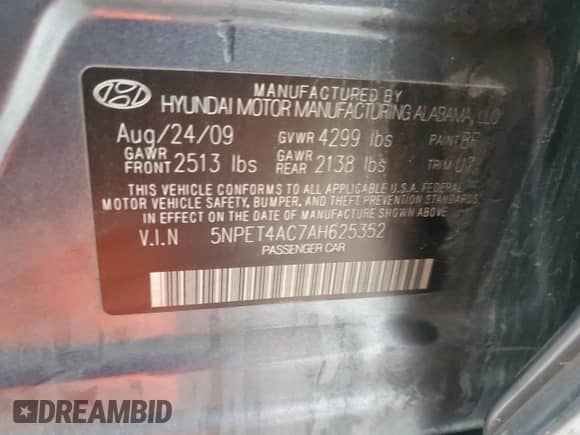 MANUFACTURED BY
HYUNDAI MOTOR MANUFACTURING ALABAMA, LLC
Aug/24/09 GVWR 4299 lbs PAINT
GAWR FRONT 2513 lbs GAWR REAR 2138 lbs TRIM
THIS VEHICLE CONFORMS TO ALL APPLICABLE U.S.A. FEDERAL
MOTOR VEHICLE SAFETY, BUMPER, AND THEFT PREVENTION STANDARDS
IN EFFECT ON THE DATE OF MANUFACTURE SHOWN ABOVE.
V.I.N 5NPET4AC7AH625352
PASSENGER CAR
DREAMBID